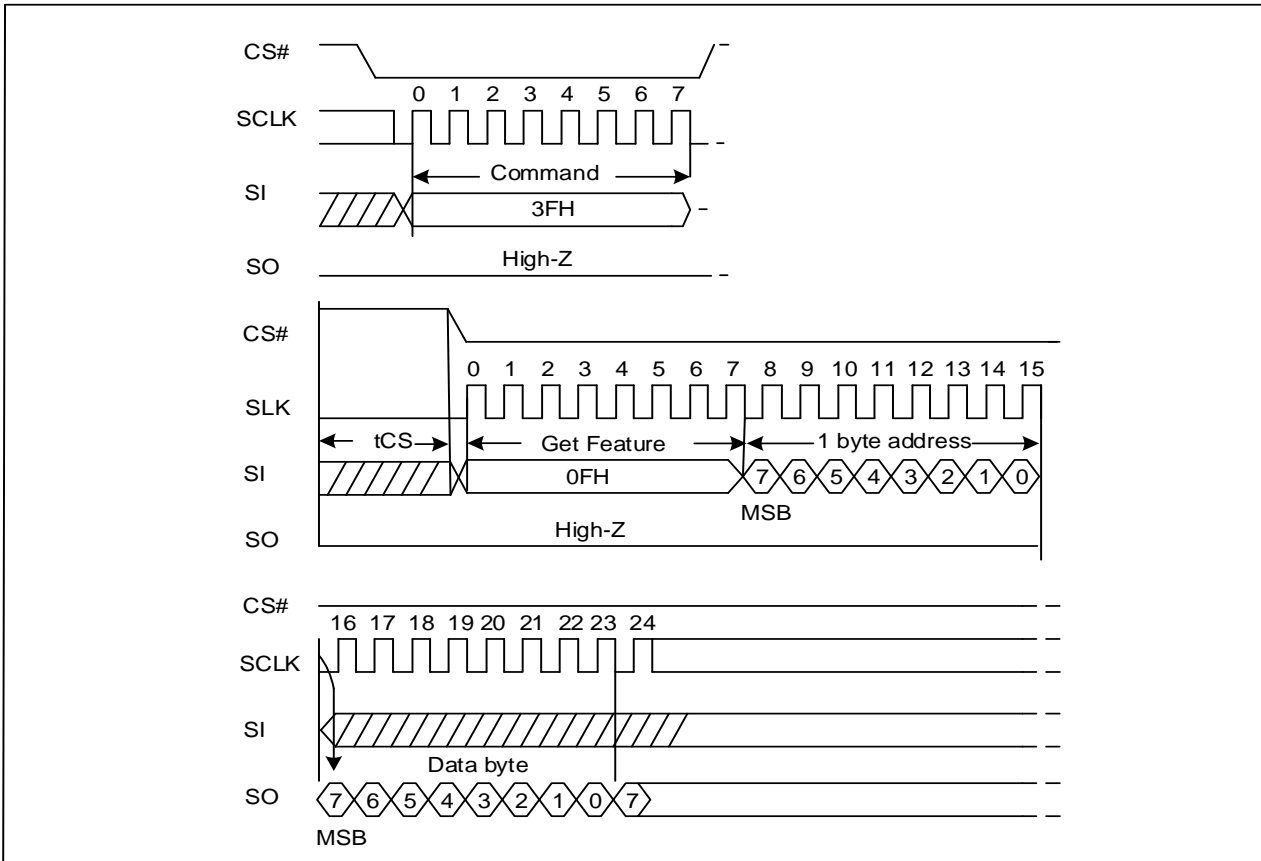 CS#
0 1 2 3 4 5 6 7
SCLK
Command
SI
3FH
SO
High-Z
CS#
0 1 2 3 4 5 6 7 8 9 10 11 12 13 14 15
SLK
tCS
Get Feature
1 byte address
SI
0FH
7 6 5 4 3 2 1 0
MSB
SO
High-Z
CS#
16 17 18 19 20 21 22 23 24
SCLK
SI
Data byte
SO
7 6 5 4 3 2 1 0 7
MSB